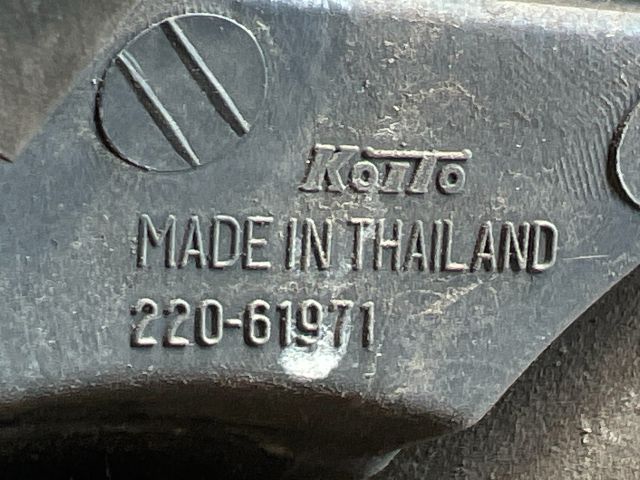 KoiTo
MADE IN THAILAND
220-61971